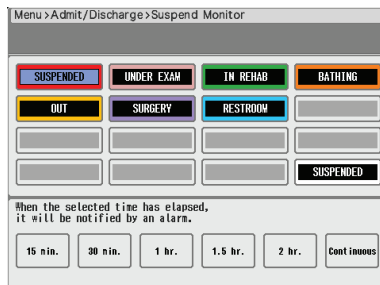 Menu>Admit/Discharge>Suspend Monitor
SUSPENDED UNDER EXAM IN REHAB BATHING
OUT SURGERY RESTROOM
SUSPENDED
When the selected time has elapsed,
it will be notified by an alarm.
15 min. 30 min. 1 hr. 1.5 hr. 2 hr. Continuous